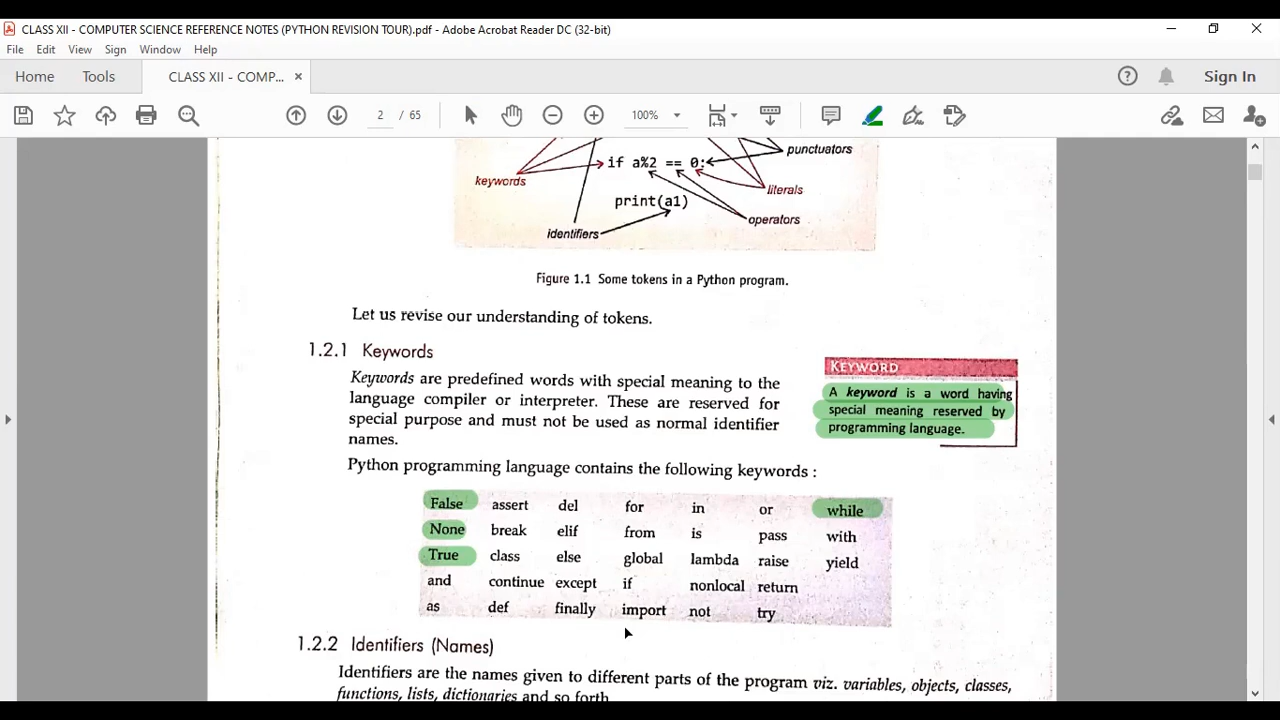 CLASS XII - COMPUTER SCIENCE REFERENCE NOTES (PYTHON REVISION TOUR).pdf - Adobe Acrobat Reader DC (32-bit)
File Edit View Sign Window Help
Home Tools CLASS XII - COMP... × Sign In
2 / 65 100%
punctuators
if a%2 == 0:
keywords
literals
print(a1)
operators
identifiers
Figure 1.1 Some tokens in a Python program.
Let us revise our understanding of tokens.
1.2.1 Keywords
Keywords are predefined words with special meaning to the
language compiler or interpreter. These are reserved for
special purpose and must not be used as normal identifier
names.
KEYWORD
A keyword is a word having
special meaning reserved by
programming language.
Python programming language contains the following keywords :
False assert del for in or while
None break elif from is pass with
True class else global lambda raise yield
and continue except if nonlocal return
as def finally import not try
1.2.2 Identifiers (Names)
Identifiers are the names given to different parts of the program viz. variables, objects, classes,
functions, lists, dictionaries and so forth